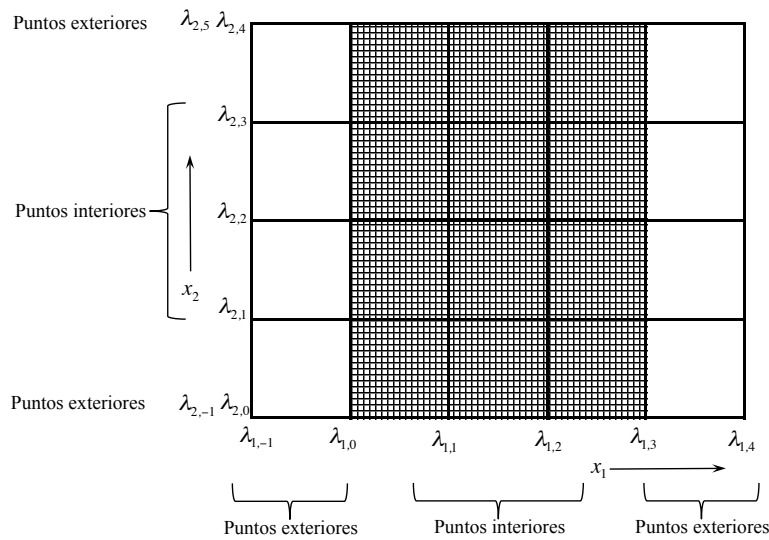 Puntos exteriores λ2,5 λ2,4
λ2,3
Puntos interiores λ2,2
x2
λ2,1
Puntos exteriores λ2,−1 λ2,0
λ1,−1 λ1,0 λ1,1 λ1,2 λ1,3 λ1,4
x1
Puntos exteriores Puntos interiores Puntos exteriores